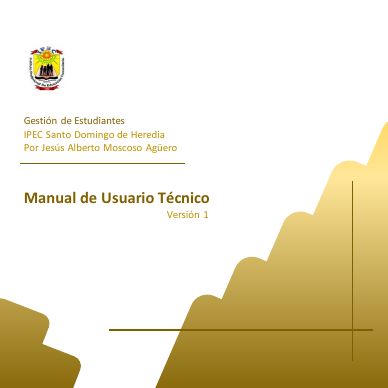 Gestión de Estudiantes
IPEC Santo Domingo de Heredia
Por Jesús Alberto Moscoso Agüero
Manual de Usuario Técnico
Versión 1